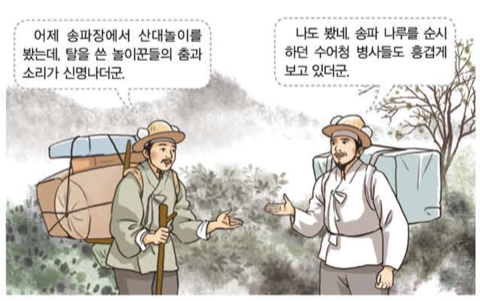 어제 송파장에서 산대놀이를
봤는데, 탈을 쓴 놀이꾼들의 춤과
소리가 신명나더군.
나도 봤네. 송파 나루를 순시
하던 수어청 병사들도 흥겹게
보고 있더군.